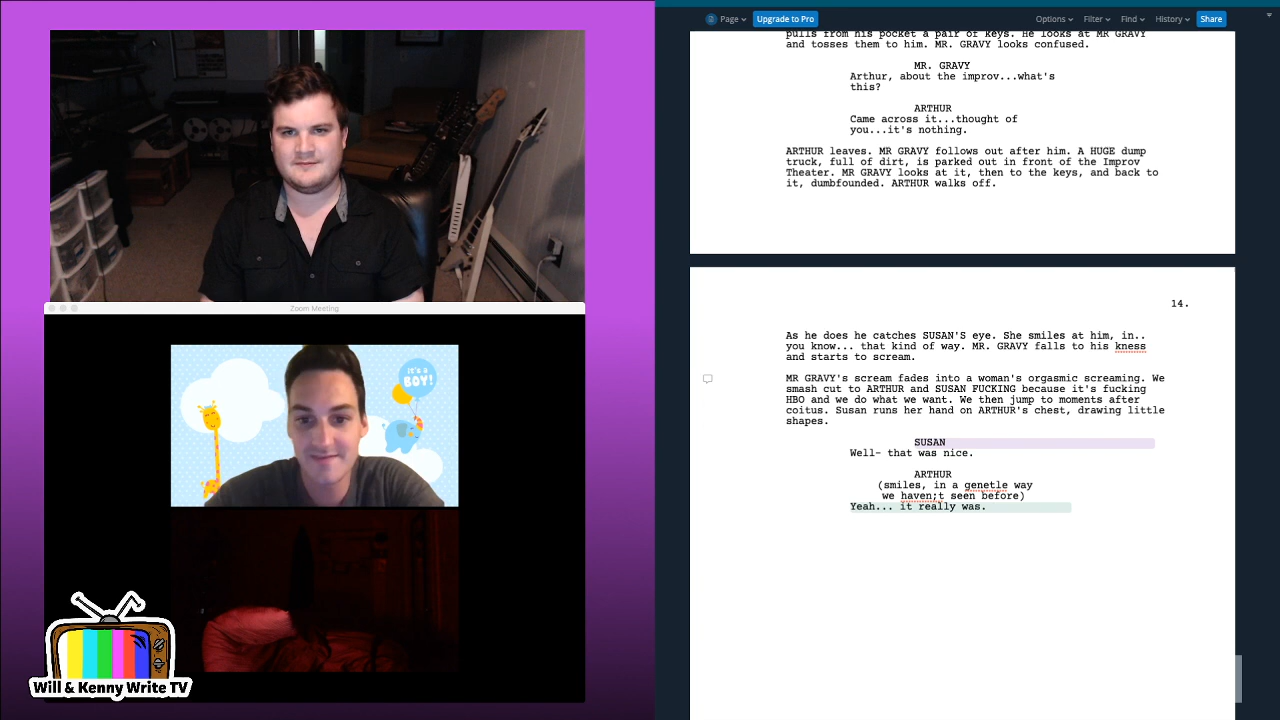 Page
Upgrade to Pro
Options
Filter
Find
History
Share
pulls from his pocket a pair of keys. He looks at MR GRAVY
and tosses them to him. MR. GRAVY looks confused.
MR. GRAVY
Arthur, about the improv...what's
this?
ARTHUR
Came across it...thought of
you...it's nothing.
ARTHUR leaves. MR GRAVY follows out after him. A HUGE dump
truck, full of dirt, is parked out in front of the Improv
Theater. MR GRAVY looks at it, then to the keys, and back to
it, dumbfounded. ARTHUR walks off.
14.
As he does he catches SUSAN'S eye. She smiles at him, in..
you know... that kind of way. MR. GRAVY falls to his kness
and starts to scream.
MR GRAVY's scream fades into a woman's orgasmic screaming. We
smash cut to ARTHUR and SUSAN FUCKING because it's fucking
HBO and we do what we want. We then jump to moments after
coitus. Susan runs her hand on ARTHUR's chest, drawing little
shapes.
SUSAN
Well- that was nice.
ARTHUR
(smiles, in a genetle way
we haven;t seen before)
Yeah... it really was.
Zoom Meeting
it's a
BOY!
Will & Kenny Write TV